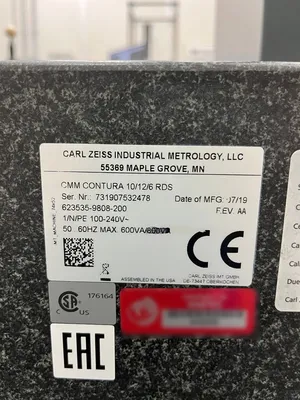 CARL ZEISS INDUSTRIAL METROLOGY, LLC
55369 MAPLE GROVE, MN
CMM CONTURA 10/12/6 RDS
Ser. Nr.: 731907532478
Date of MFG: 07/19
623535-9808-200
F.EV. AA
1/N/PE 100-240V~
50...60HZ MAX. 600VA
ASSEMBLED IN THE USA
CARL ZEISS IMT GMBH
DE-73447 OBERKOCHEN
176164
C US
EAC